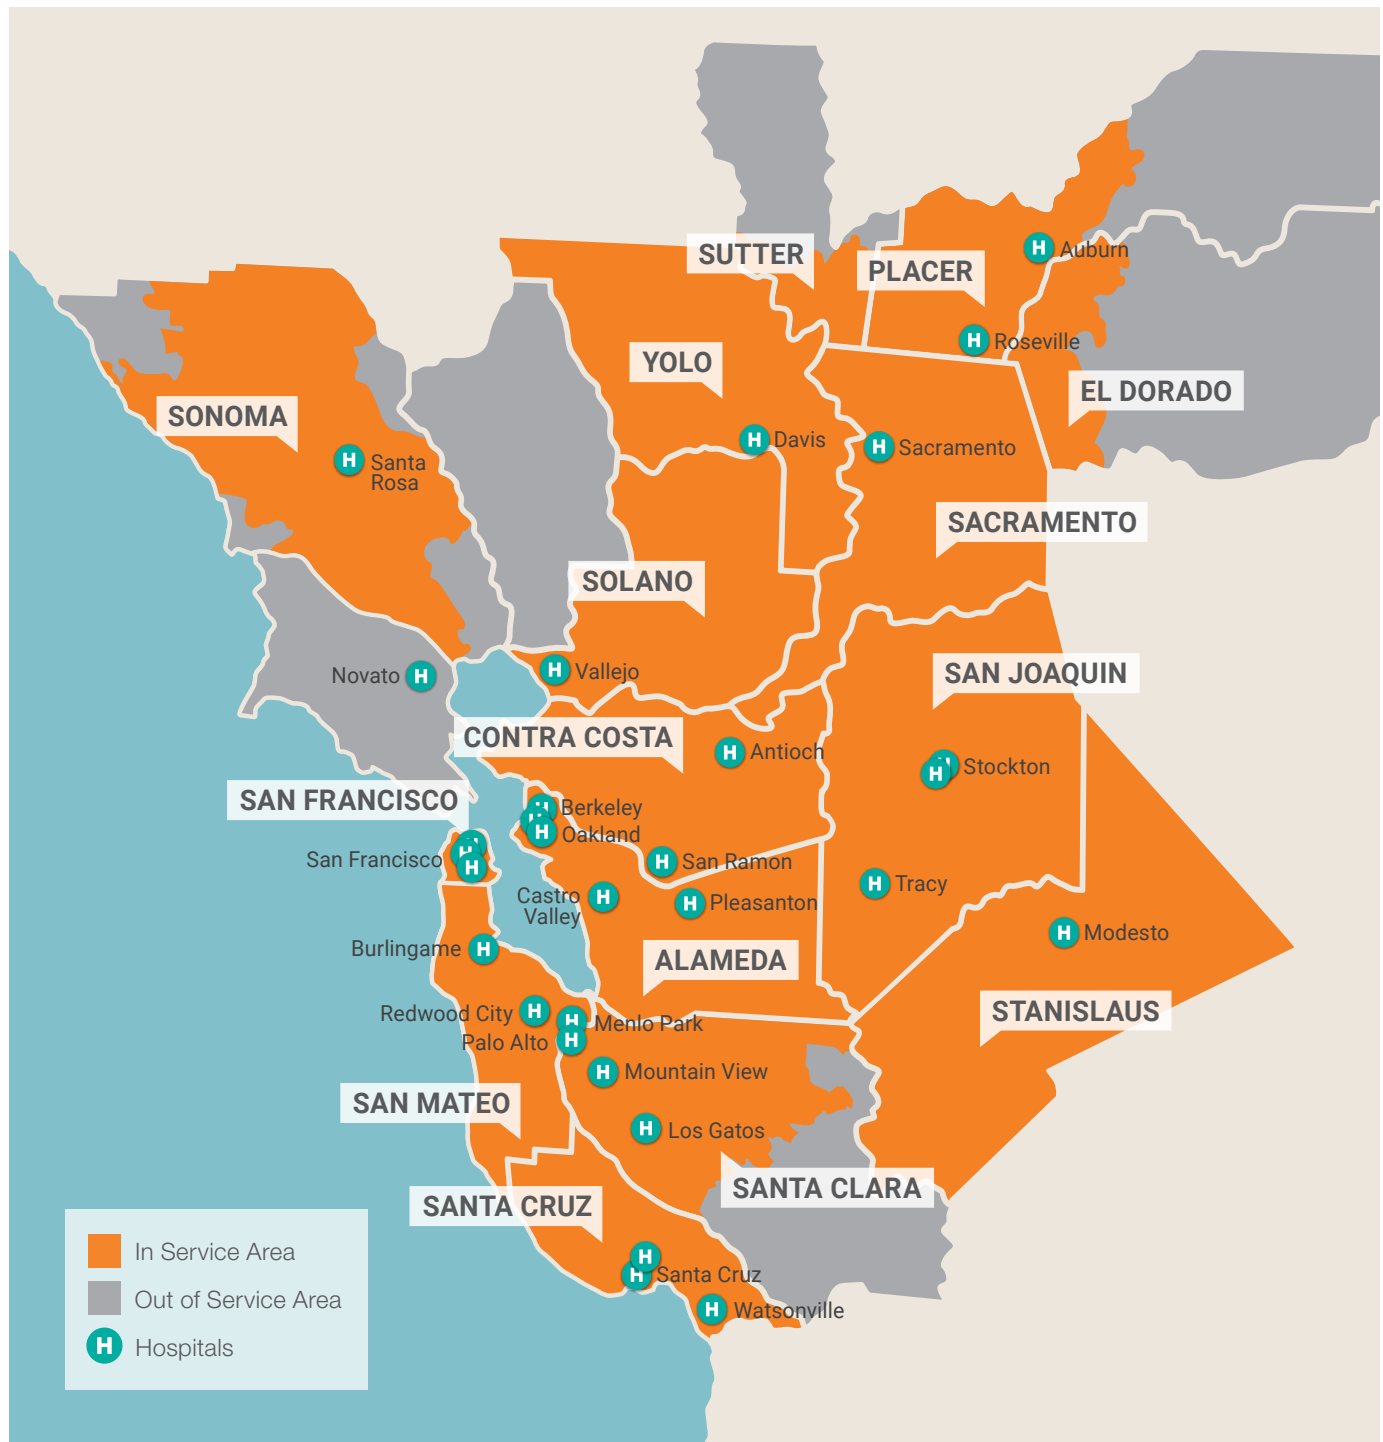 SUTTER
PLACER
H
Auburn
H
Roseville
YOLO
EL DORADO
SONOMA
H
Davis
H
Sacramento
H
Santa
Rosa
SACRAMENTO
SOLANO
Novato
H
H
Vallejo
SAN JOAQUIN
CONTRA COSTA
H
Antioch
H
H
Stockton
SAN FRANCISCO
H
Berkeley
H
H
Oakland
H
San Francisco
H
H
H
San Ramon
H
Tracy
Castro
Valley
H
H
Pleasanton
H
Modesto
Burlingame
H
ALAMEDA
STANISLAUS
Redwood City
H
H
Menlo Park
Palo Alto
H
H
Mountain View
SAN MATEO
H
Los Gatos
SANTA CLARA
SANTA CRUZ
H
H
Santa Cruz
H
Watsonville
In Service Area
Out of Service Area
H
Hospitals